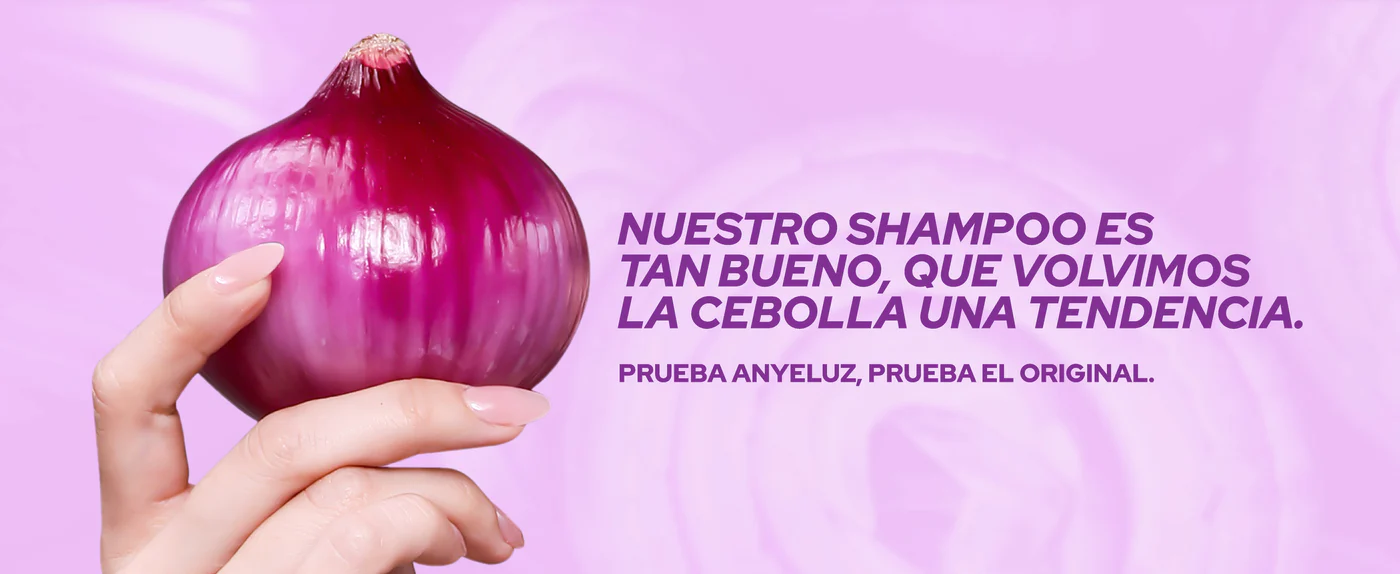 NUESTRO SHAMPOO ES
TAN BUENO, QUE VOLVIMOS
LA CEBOLLA UNA TENDENCIA.
PRUEBA ANYELUZ, PRUEBA EL ORIGINAL.